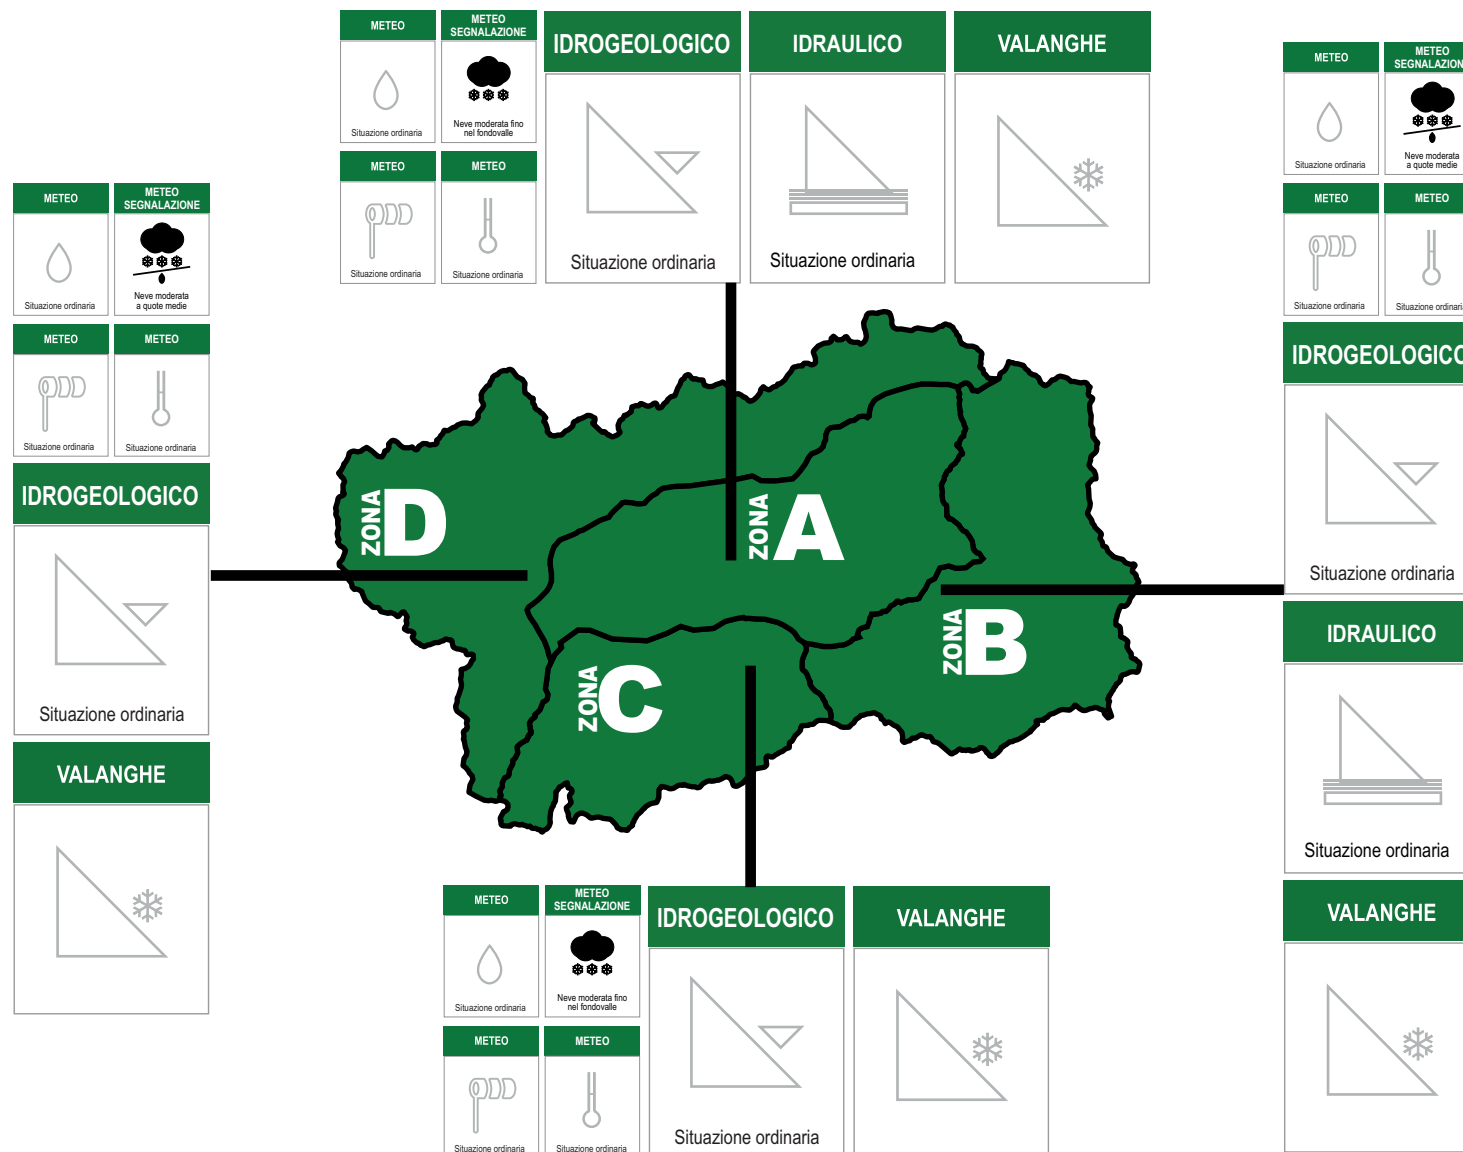 METEO
METEO
SEGNALAZIONE
Situazione ordinaria
Neve moderata fino
nel fondovalle
METEO
METEO
Situazione ordinaria
Situazione ordinaria
IDROGEOLOGICO
Situazione ordinaria
IDRAULICO
Situazione ordinaria
VALANGHE
METEO
METEO
SEGNALAZION
Situazione ordinaria
Neve moderata
a quote medie
METEO
METEO
Situazione ordinaria
Situazione ordinaria
IDROGEOLOGICO
Situazione ordinaria
IDRAULICO
Situazione ordinaria
VALANGHE
METEO
METEO
SEGNALAZIONE
Situazione ordinaria
Neve moderata
a quote medie
METEO
METEO
Situazione ordinaria
Situazione ordinaria
IDROGEOLOGICO
Situazione ordinaria
VALANGHE
ZONA D
ZONA A
ZONA B
ZONA C
METEO
METEO
SEGNALAZIONE
Situazione ordinaria
Neve moderata fino
nel fondovalle
METEO
METEO
Situazione ordinaria
Situazione ordinaria
IDROGEOLOGICO
Situazione ordinaria
VALANGHE